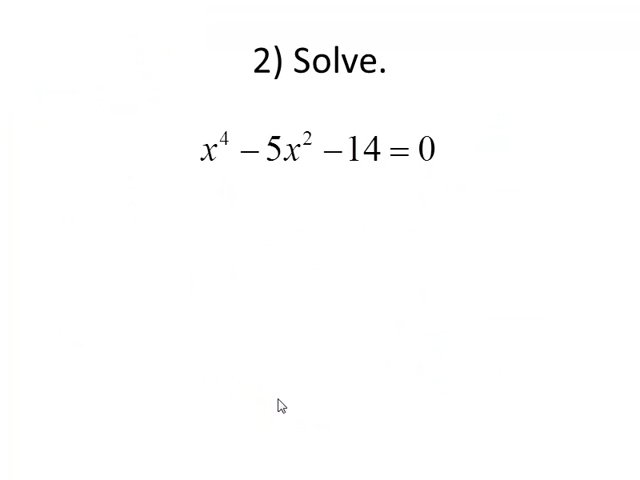 2) Solve.
x⁴ − 5x² − 14 = 0